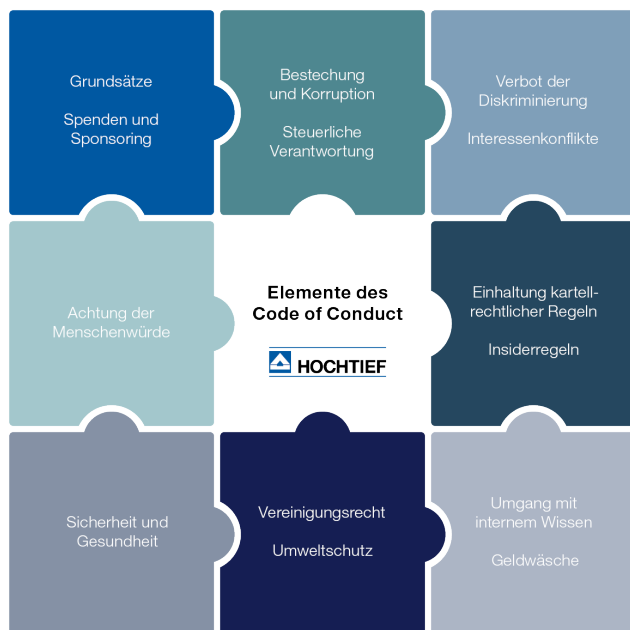 Grundsätze
Spenden und
Sponsoring
Bestechung
und Korruption
Steuerliche
Verantwortung
Verbot der
Diskriminierung
Interessenkonflikte
Achtung der
Menschenwürde
Elemente des
Code of Conduct
HOCHTIEF
Einhaltung kartell-
rechtlicher Regeln
Insiderregeln
Sicherheit und
Gesundheit
Vereinigungsrecht
Umweltschutz
Umgang mit
internem Wissen
Geldwäsche